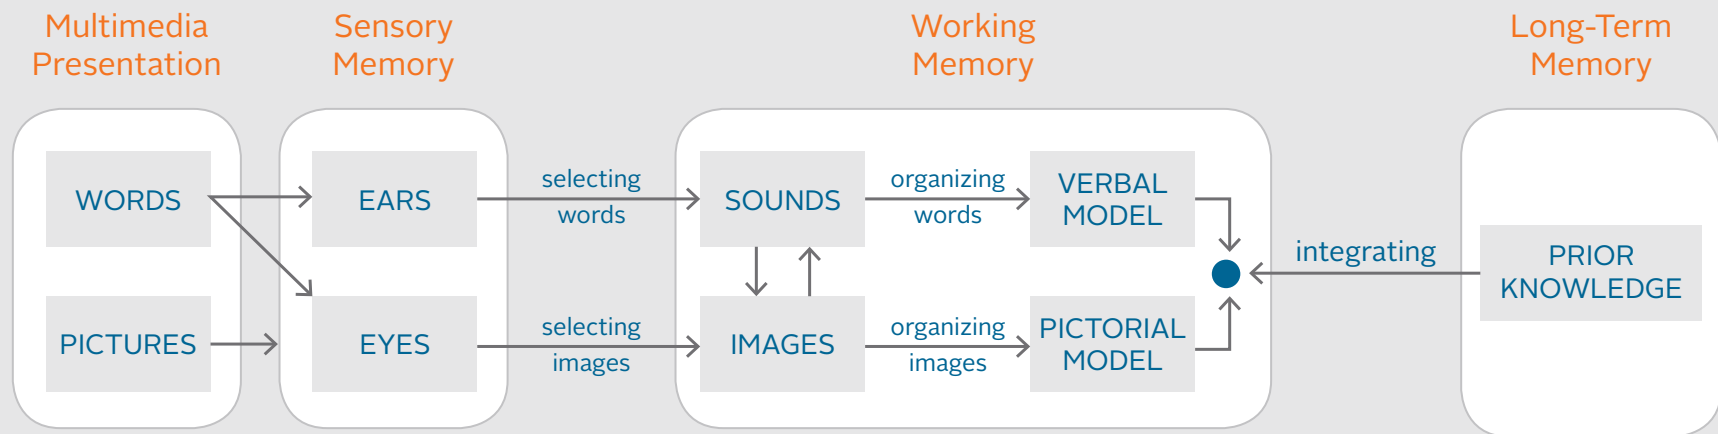 Multimedia
Presentation
Sensory
Memory
Working
Memory
Long-Term
Memory
WORDS
EARS
selecting
words
SOUNDS
organizing
words
VERBAL
MODEL
integrating
PRIOR
KNOWLEDGE
PICTURES
EYES
selecting
images
IMAGES
organizing
images
PICTORIAL
MODEL